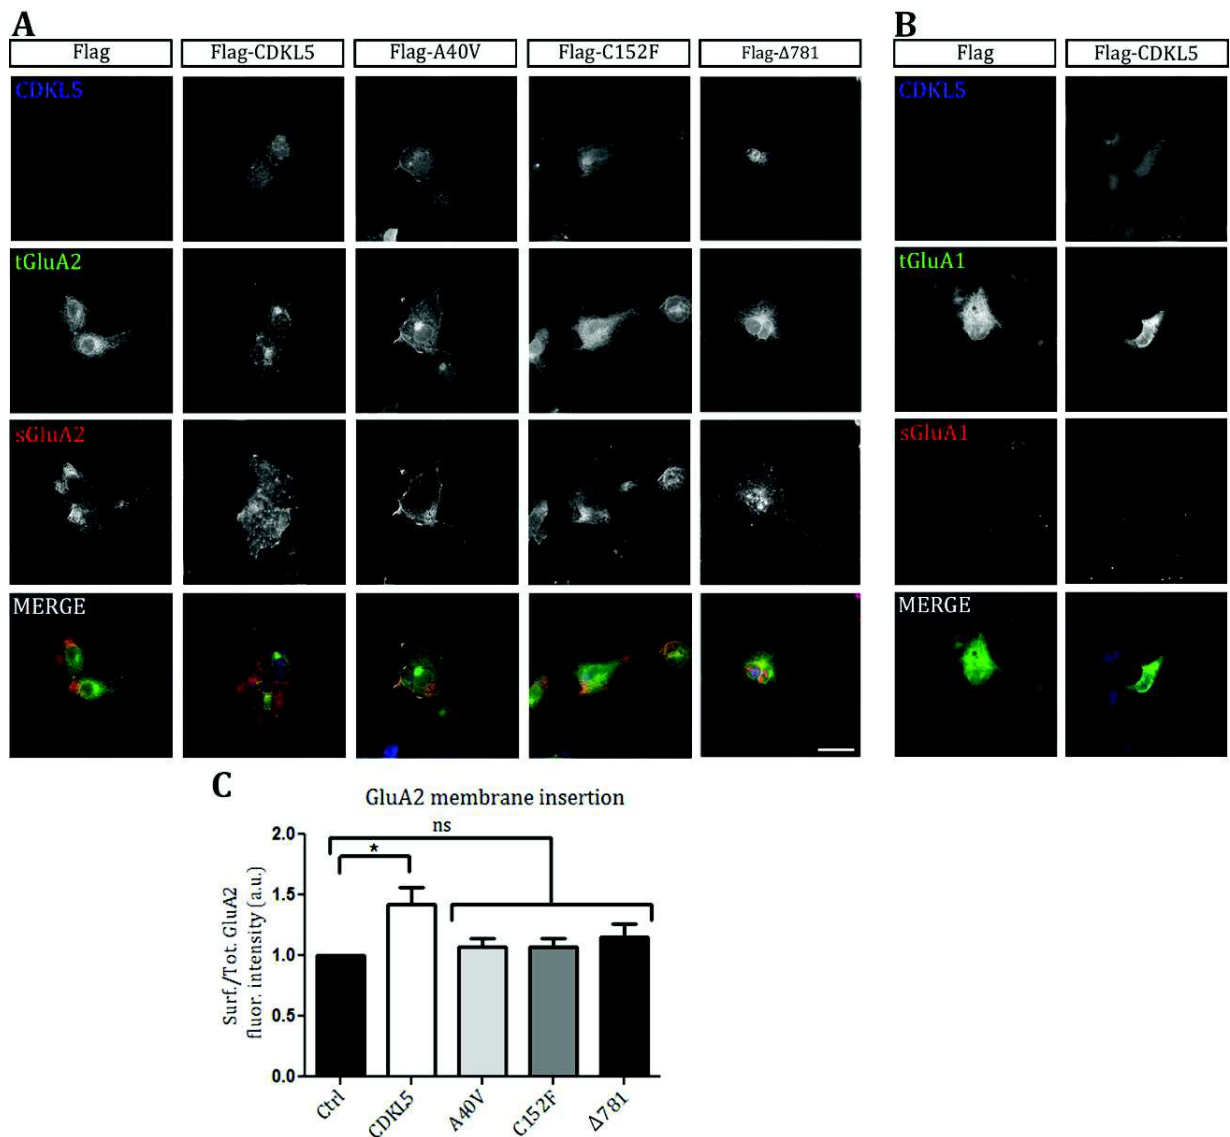 A
B
Flag
Flag-CDKL5
Flag-A40V
Flag-C152F
Flag-Δ781
Flag
Flag-CDKL5
CDKL5
CDKL5
tGluA2
tGluA1
sGluA2
sGluA1
MERGE
MERGE
C
GluA2 membrane insertion
ns
*
Surf./Tot. GluA2
fluor. intensity (a.u.)
2.0
1.5
1.0
0.5
0.0
Ctrl
CDKL5
A40V
C152F
Δ781